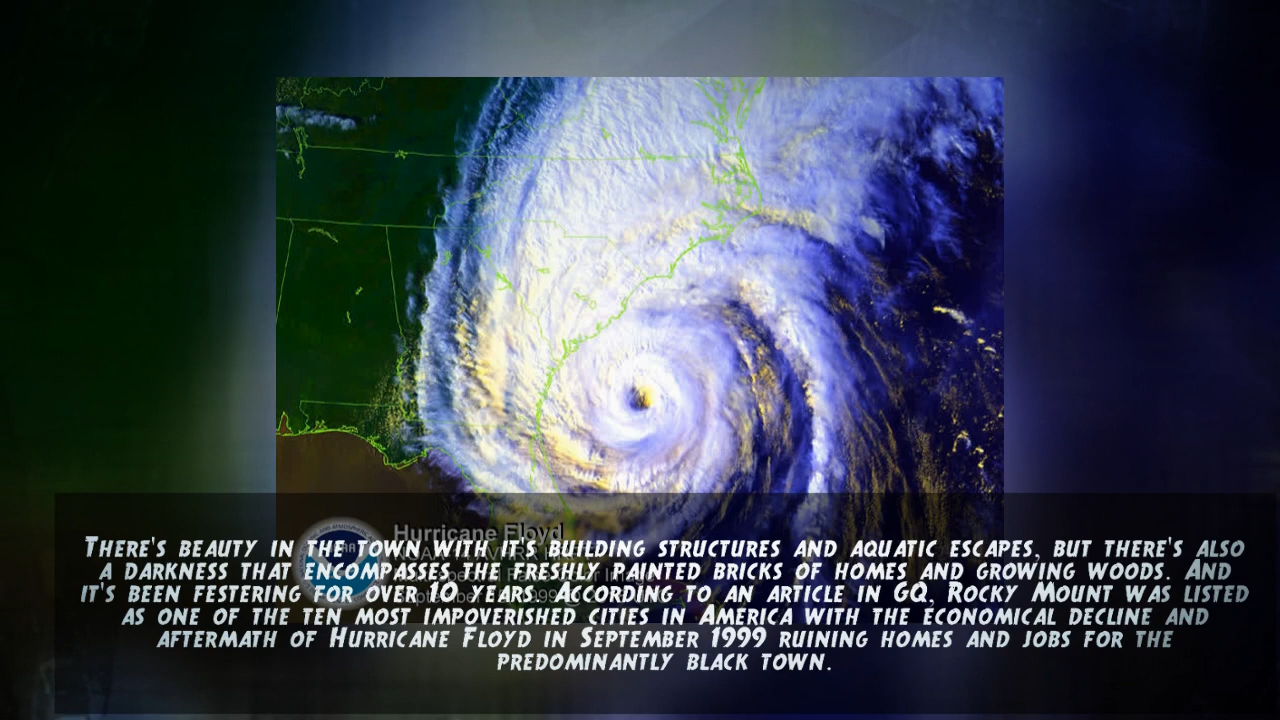 Hurricane Floyd
There's beauty in the town with it's building structures and aquatic escapes, but there's also
a darkness that encompasses the freshly painted bricks of homes and growing woods. And
it's been festering for over 10 years. According to an article in GQ, Rocky Mount was listed
as one of the ten most impoverished cities in America with the economical decline and
aftermath of Hurricane Floyd in September 1999 ruining homes and jobs for the
predominantly black town.